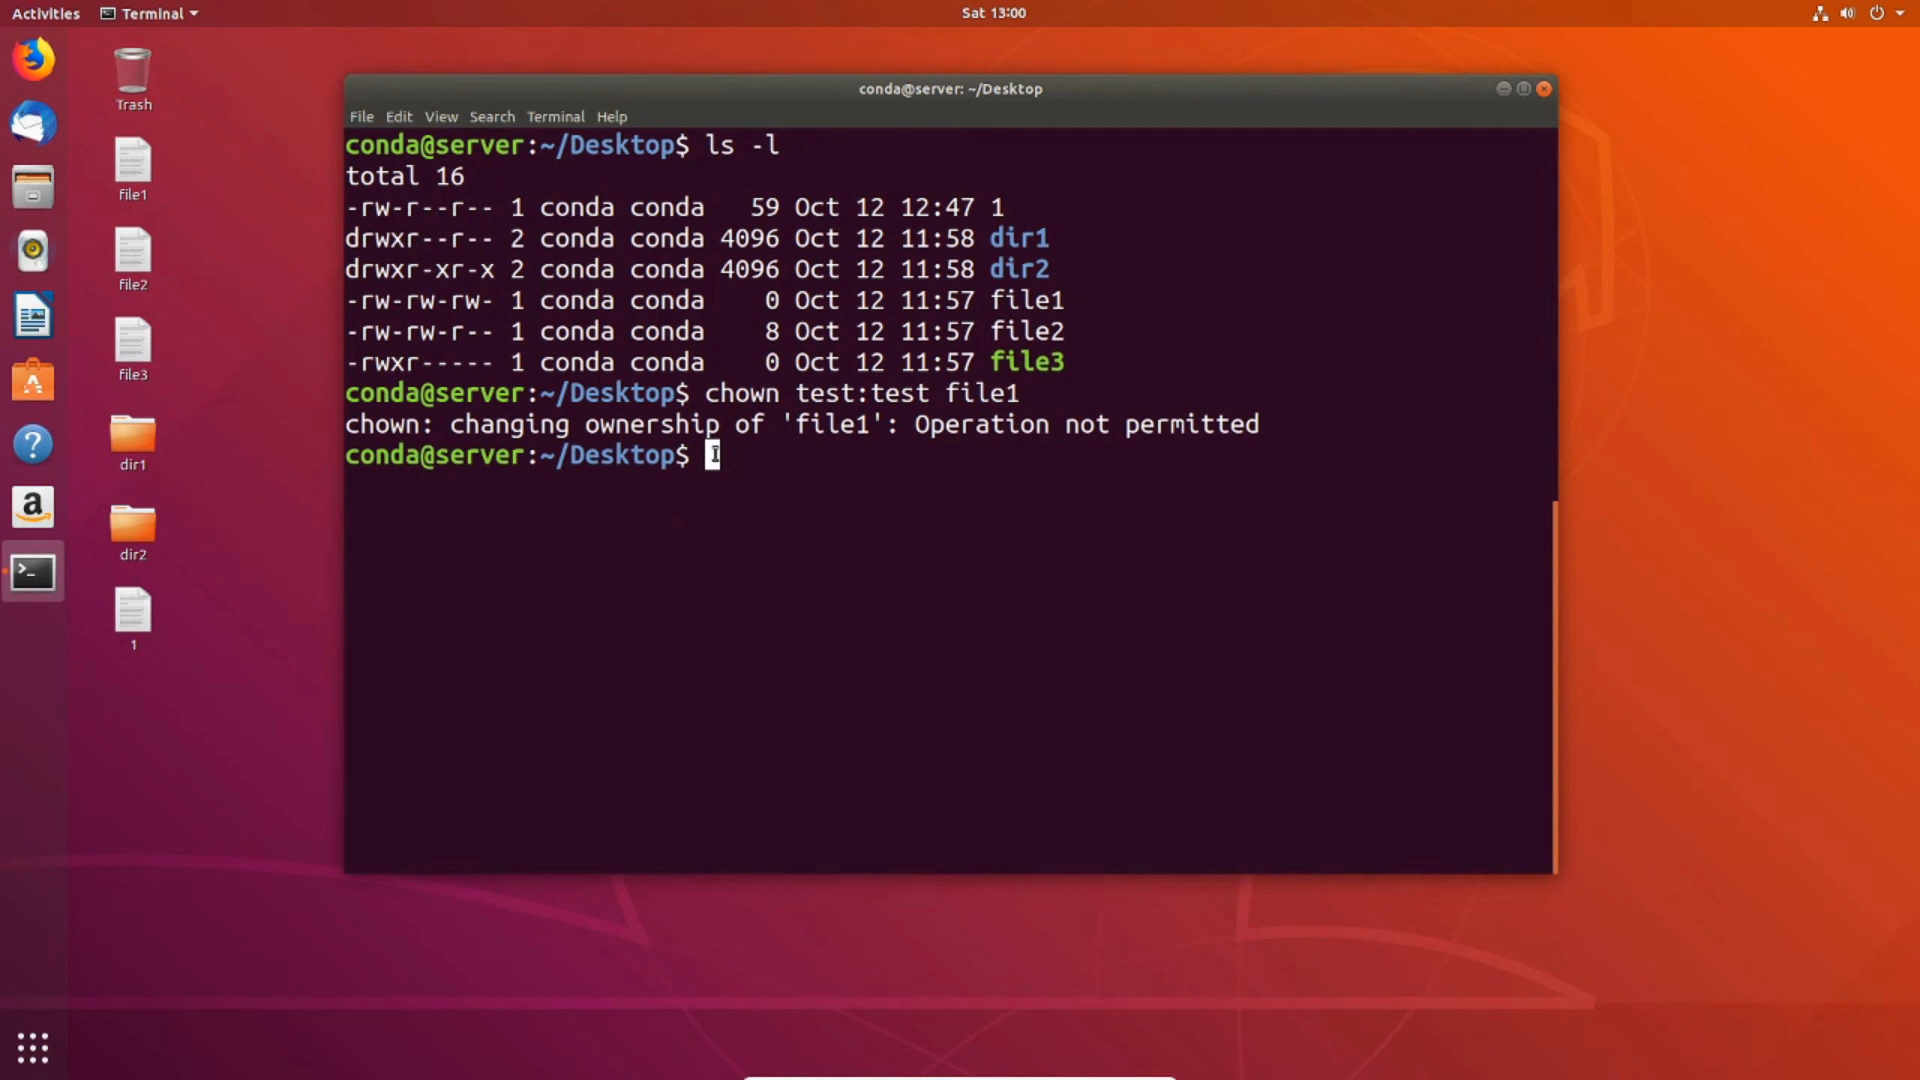 Activities Terminal Sat 13:00
Trash
file1
file2
file3
dir1
dir2
1
conda@server: ~/Desktop
File Edit View Search Terminal Help
conda@server:~/Desktop$ ls -l
total 16
-rw-r--r-- 1 conda conda   59 Oct 12 12:47 1
drwxr--r-- 2 conda conda 4096 Oct 12 11:58 dir1
drwxr-xr-x 2 conda conda 4096 Oct 12 11:58 dir2
-rw-rw-rw- 1 conda conda    0 Oct 12 11:57 file1
-rw-rw-r-- 1 conda conda    8 Oct 12 11:57 file2
-rwxr----- 1 conda conda    0 Oct 12 11:57 file3
conda@server:~/Desktop$ chown test:test file1
chown: changing ownership of 'file1': Operation not permitted
conda@server:~/Desktop$